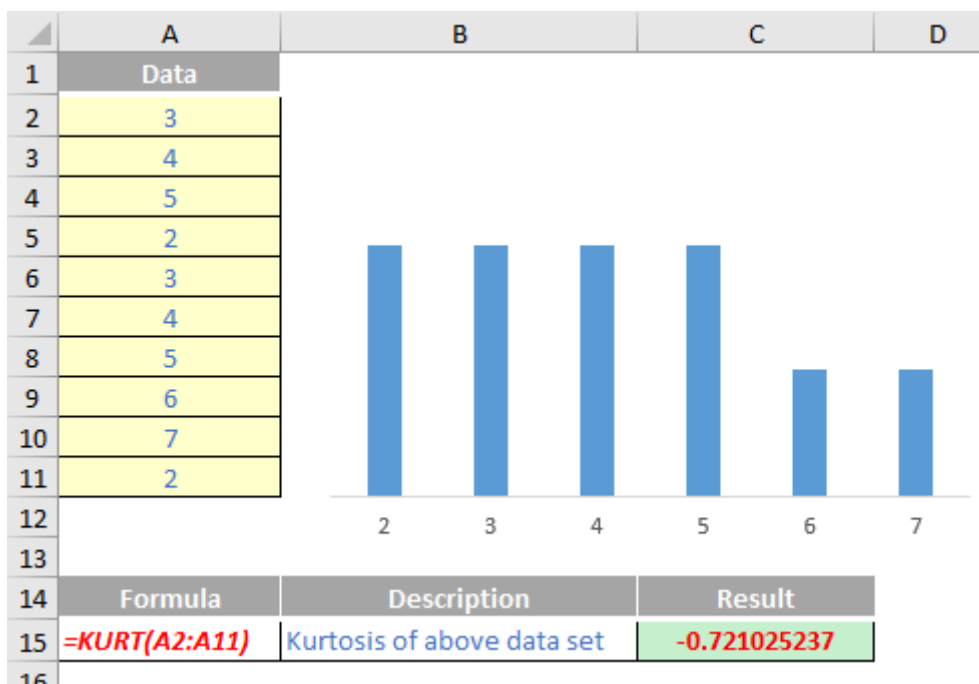 A B C D
1 Data
2 3
3 4
4 5
5 2
6 3
7 4
8 5
9 6
10 7
11 2
12 2 3 4 5 6 7
13
14 Formula Description Result
15 =KURT(A2:A11) Kurtosis of above data set -0.721025237
16